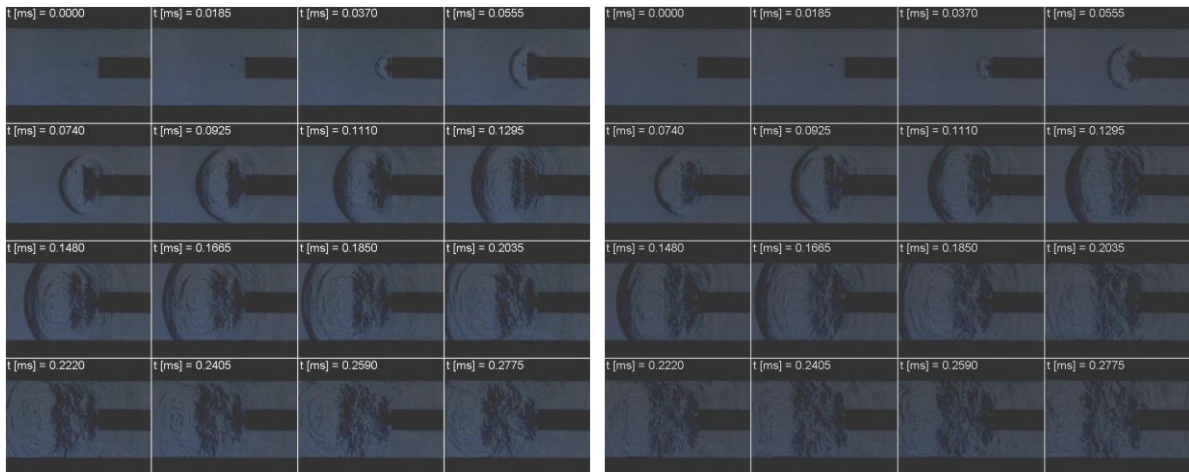 t [ms] = 0.0000 t [ms] = 0.0185 t [ms] = 0.0370 t [ms] = 0.0555
t [ms] = 0.0740 t [ms] = 0.0925 t [ms] = 0.1110 t [ms] = 0.1295
t [ms] = 0.1480 t [ms] = 0.1665 t [ms] = 0.1850 t [ms] = 0.2035
t [ms] = 0.2220 t [ms] = 0.2405 t [ms] = 0.2590 t [ms] = 0.2775
t [ms] = 0.0000 t [ms] = 0.0185 t [ms] = 0.0370 t [ms] = 0.0555
t [ms] = 0.0740 t [ms] = 0.0925 t [ms] = 0.1110 t [ms] = 0.1295
t [ms] = 0.1480 t [ms] = 0.1665 t [ms] = 0.1850 t [ms] = 0.2035
t [ms] = 0.2220 t [ms] = 0.2405 t [ms] = 0.2590 t [ms] = 0.2775